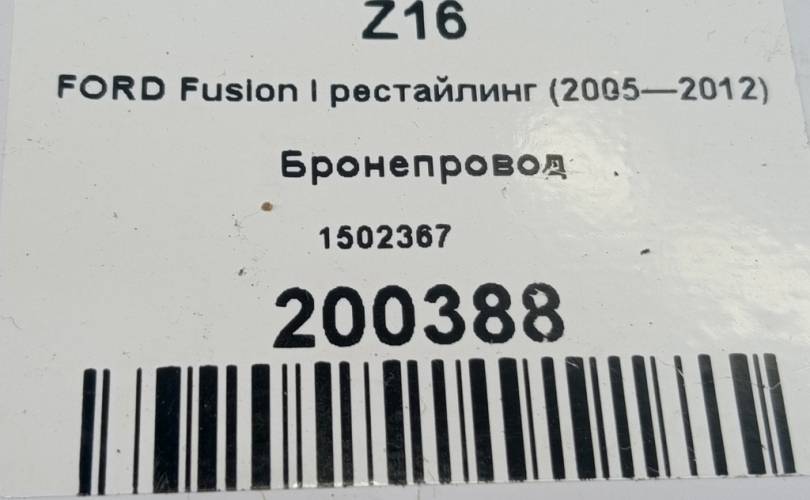 Z16
FORD Fusion I рестайлинг (2005—2012)
Бронепровод
1502367
200388